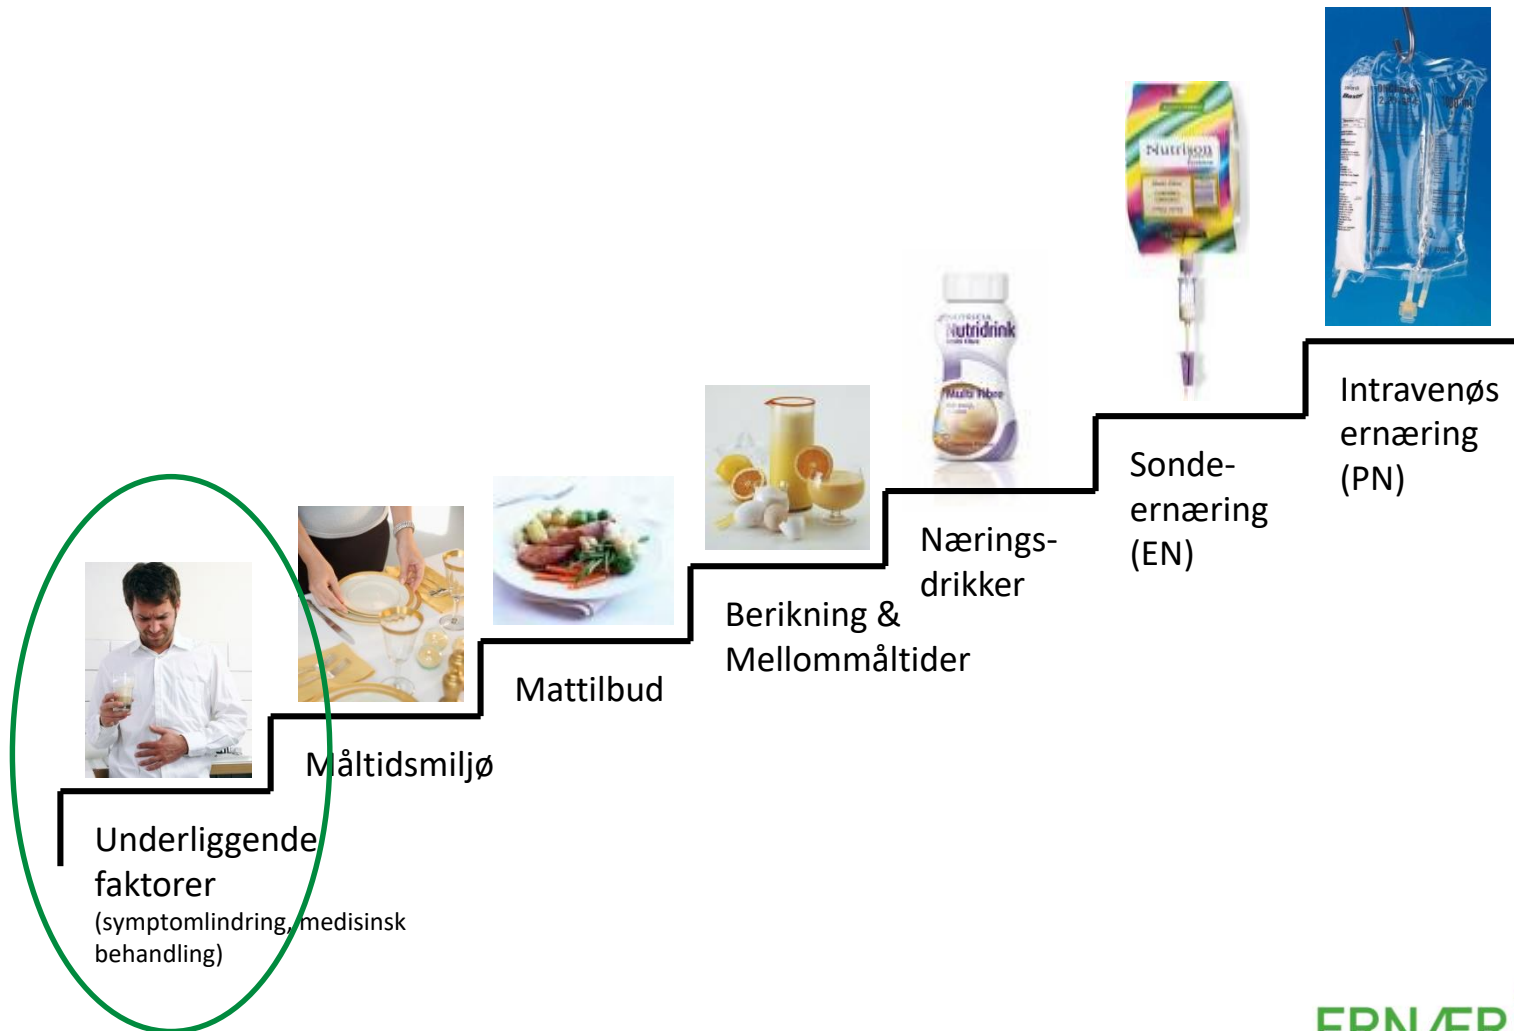 Underliggende
faktorer
(symptomlindring, medisinsk
behandling)
Måltidsmiljø
Mattilbud
Berikning &
Mellommåltider
Nærings-
drikker
NUTRICIA
Nutridrink
Multi Fibre
Sonde-
ernæring
(EN)
Nutrison
Intravenøs
ernæring
(PN)